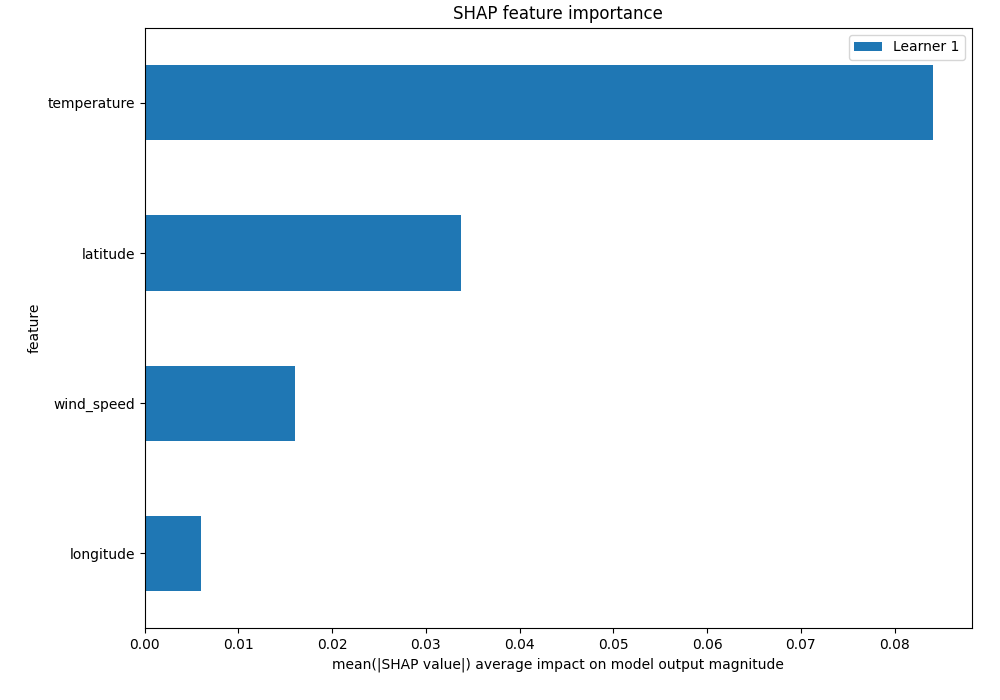 SHAP feature importance
Learner 1
temperature
latitude
wind_speed
longitude
feature
0.00 0.01 0.02 0.03 0.04 0.05 0.06 0.07 0.08
mean(|SHAP value|) average impact on model output magnitude